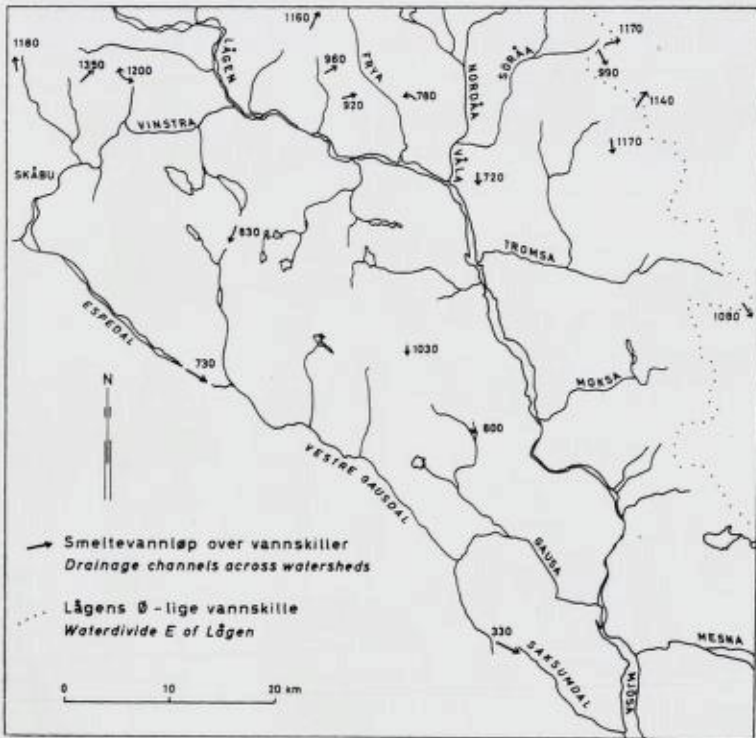 1180
1350
1200
LÅGEN
1160
960
920
FRYA
780
NORDÅA
SÖRÅA
1170
990
1140
1170
VINSTRA
SKÅBU
VÅLA
720
830
TROMSA
ESPEDAL
730
1030
1080
N
MOKSA
800
VESTRE GAUSDAL
GAUSA
Smeltevannløp over vannskiller
Drainage channels across watersheds
Lågens Ø-lige vannskille
Waterdivide E of Lågen
330
SAKSUMDAL
MESNA
MJØSA
0 10 20 km